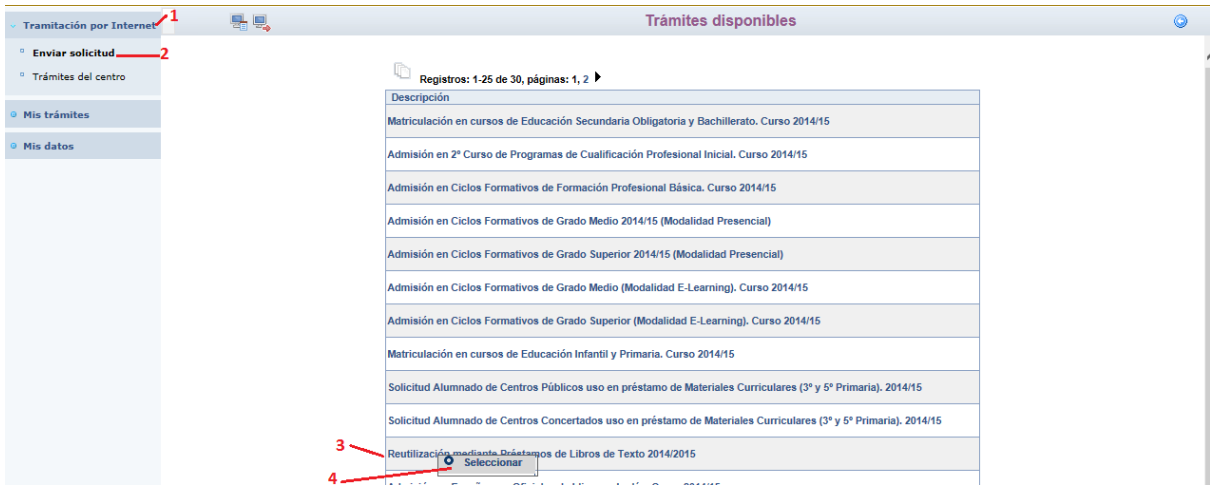 Tramitación por Internet
1
Trámites disponibles
Enviar solicitud
2
Trámites del centro
Mis trámites
Mis datos
Registros: 1-25 de 30, páginas: 1, 2
Descripción
Matriculación en cursos de Educación Secundaria Obligatoria y Bachillerato. Curso 2014/15
Admisión en 2º Curso de Programas de Cualificación Profesional Inicial. Curso 2014/15
Admisión en Ciclos Formativos de Formación Profesional Básica. Curso 2014/15
Admisión en Ciclos Formativos de Grado Medio 2014/15 (Modalidad Presencial)
Admisión en Ciclos Formativos de Grado Superior 2014/15 (Modalidad Presencial)
Admisión en Ciclos Formativos de Grado Medio (Modalidad E-Learning). Curso 2014/15
Admisión en Ciclos Formativos de Grado Superior (Modalidad E-Learning). Curso 2014/15
Matriculación en cursos de Educación Infantil y Primaria. Curso 2014/15
Solicitud Alumnado de Centros Públicos uso en préstamo de Materiales Curriculares (3º y 5º Primaria). 2014/15
Solicitud Alumnado de Centros Concertados uso en préstamo de Materiales Curriculares (3º y 5º Primaria). 2014/15
3
Reutilización mediante Préstamos de Libros de Texto 2014/2015
Seleccionar
4